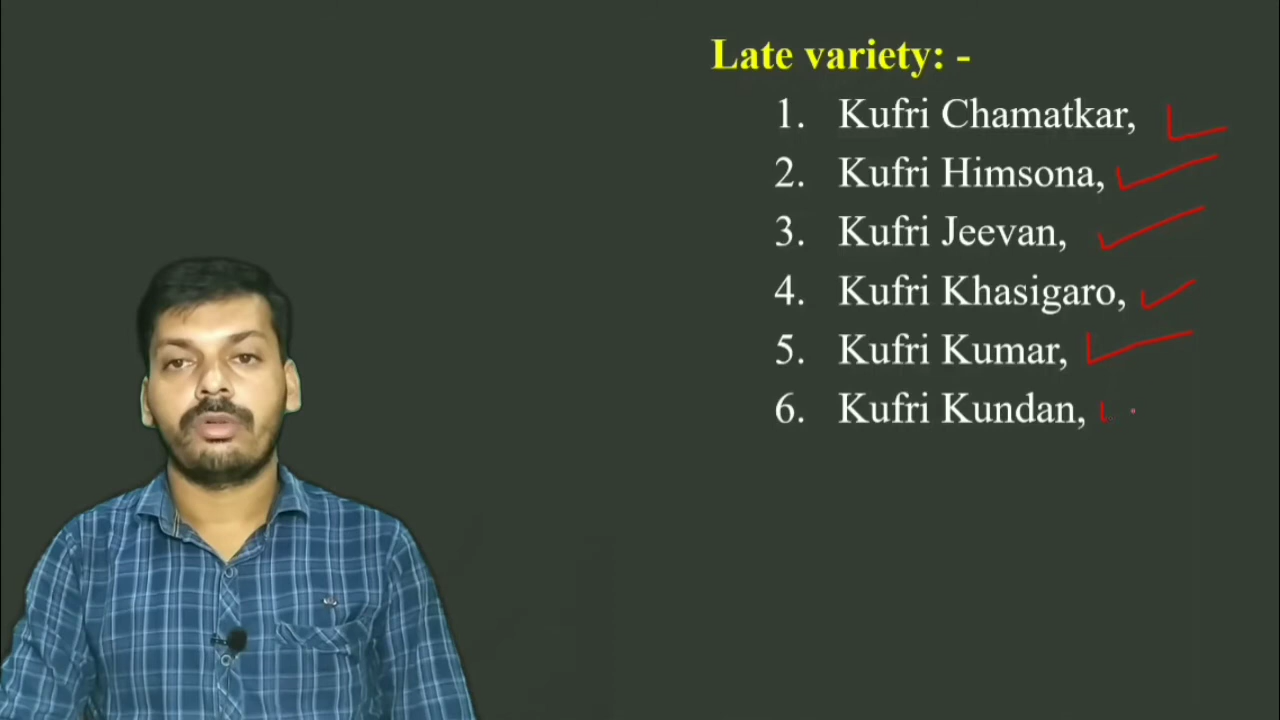 Late variety: -
1. Kufri Chamatkar,
2. Kufri Himsona,
3. Kufri Jeevan,
4. Kufri Khasigaro,
5. Kufri Kumar,
6. Kufri Kundan,